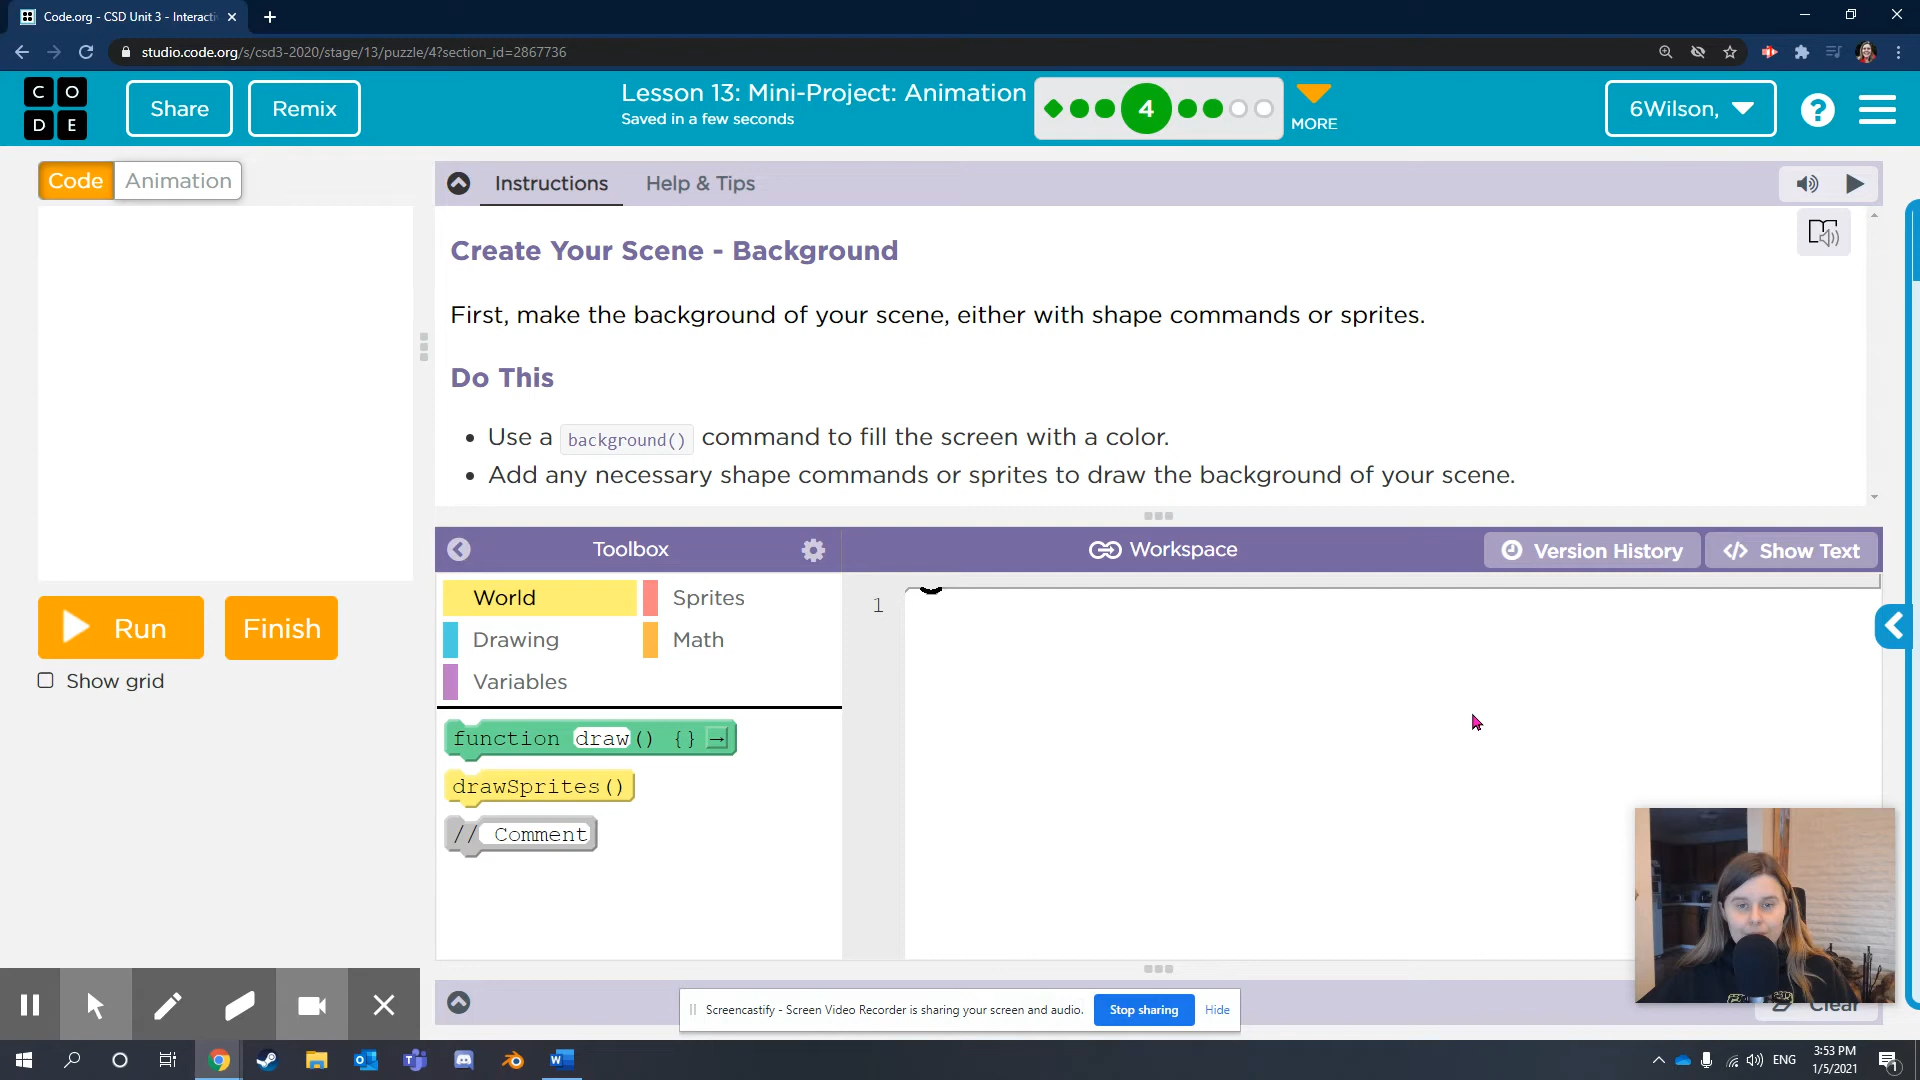 Code.org - CSD Unit 3 - Interacti
studio.code.org/s/csd3-2020/stage/13/puzzle/4?section_id=2867736
C O
D E
Share
Remix
Lesson 13: Mini-Project: Animation
Saved in a few seconds
4
MORE
6Wilson,
?
Code
Animation
Instructions
Help & Tips
Create Your Scene - Background
First, make the background of your scene, either with shape commands or sprites.
Do This
Use a background() command to fill the screen with a color.
Add any necessary shape commands or sprites to draw the background of your scene.
Toolbox
Workspace
Version History
</> Show Text
World
Sprites
Drawing
Math
Variables
1
Run
Finish
Show grid
function draw() {} →
drawSprites()
// Comment
Screencastify - Screen Video Recorder is sharing your screen and audio.
Stop sharing
Hide
Clear
ENG
3:53 PM
1/5/2021
1